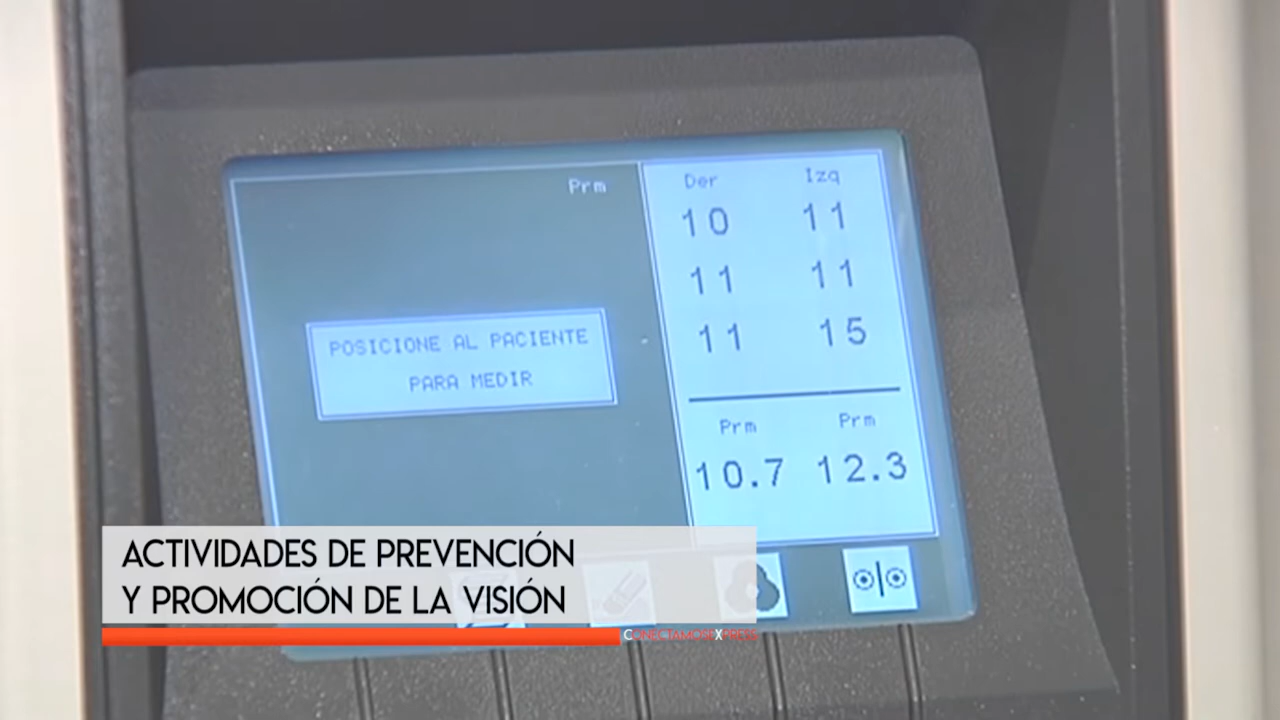 Prm
POSICIONE AL PACIENTE
PARA MEDIR
Der Izq
10 11
11 11
11 15
Prm Prm
10.7 12.3
ACTIVIDADES DE PREVENCIÓN
Y PROMOCIÓN DE LA VISIÓN
CONECTAMOSEXPRESS